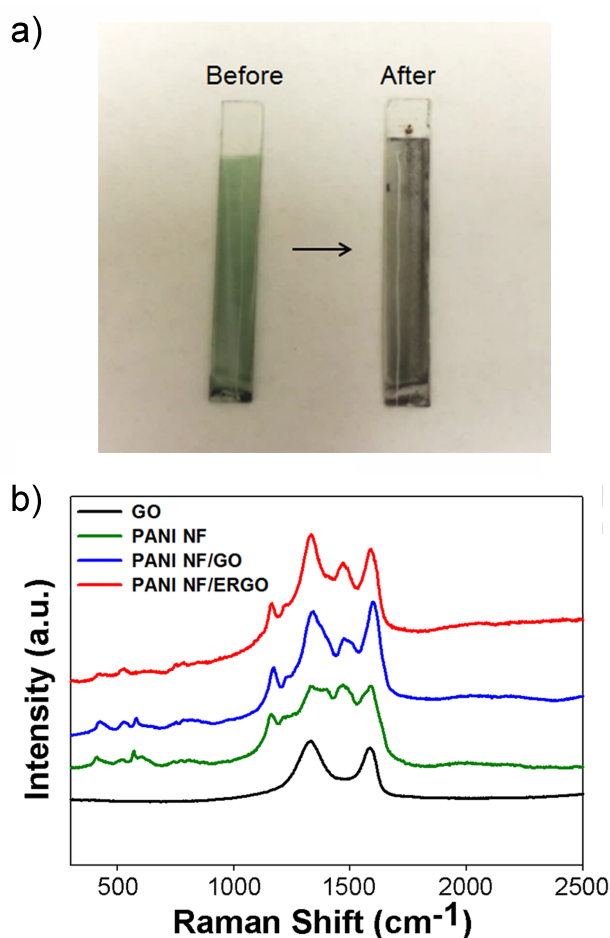 a)
Before After
b)
GO
PANI NF
PANI NF/GO
PANI NF/ERGO
Intensity (a.u.)
500 1000 1500 2000 2500
Raman Shift (cm-1)